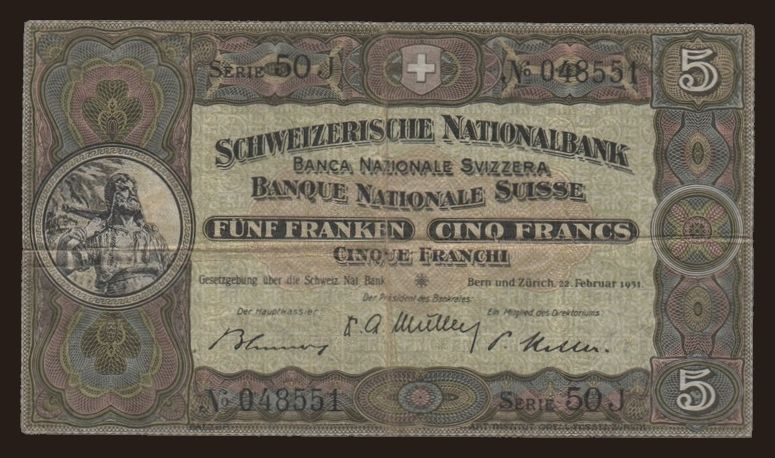 SERIE 50 J No 048551 5
SCHWEIZERISCHE NATIONALBANK
BANCA NAZIONALE SVIZZERA
BANQUE NATIONALE SUISSE
FÜNF FRANKEN CINQ FRANCS
CINQUE FRANCHI
Gesetzgebung über die Schweiz. Nat. Bank Bern und Zürich, 22. Februar 1951.
Der Präsident des Bankrates:
Der Hauptkassier: Ein Mitglied des Direktoriums
No 048551 SERIE 50 J 5
BALZER